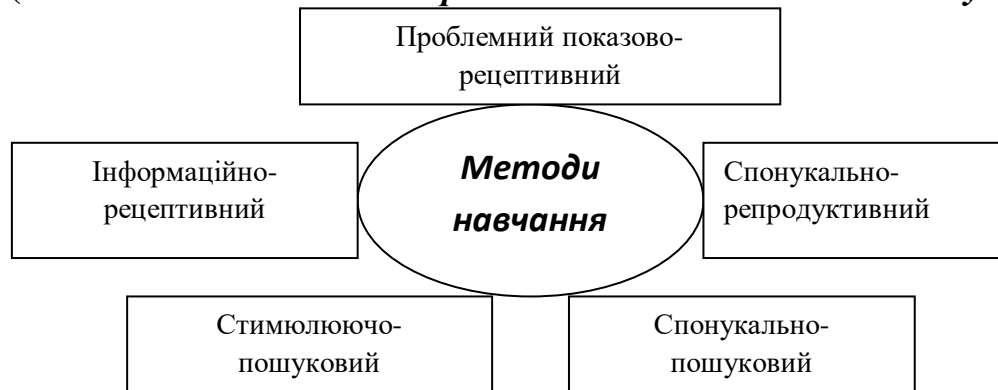 Проблемний показово-
рецептивний
Інформаційно-
рецептивний
Методи
навчання
Спонукально-
репродуктивний
Стимулюючо-
пошуковий
Спонукально-
пошуковий